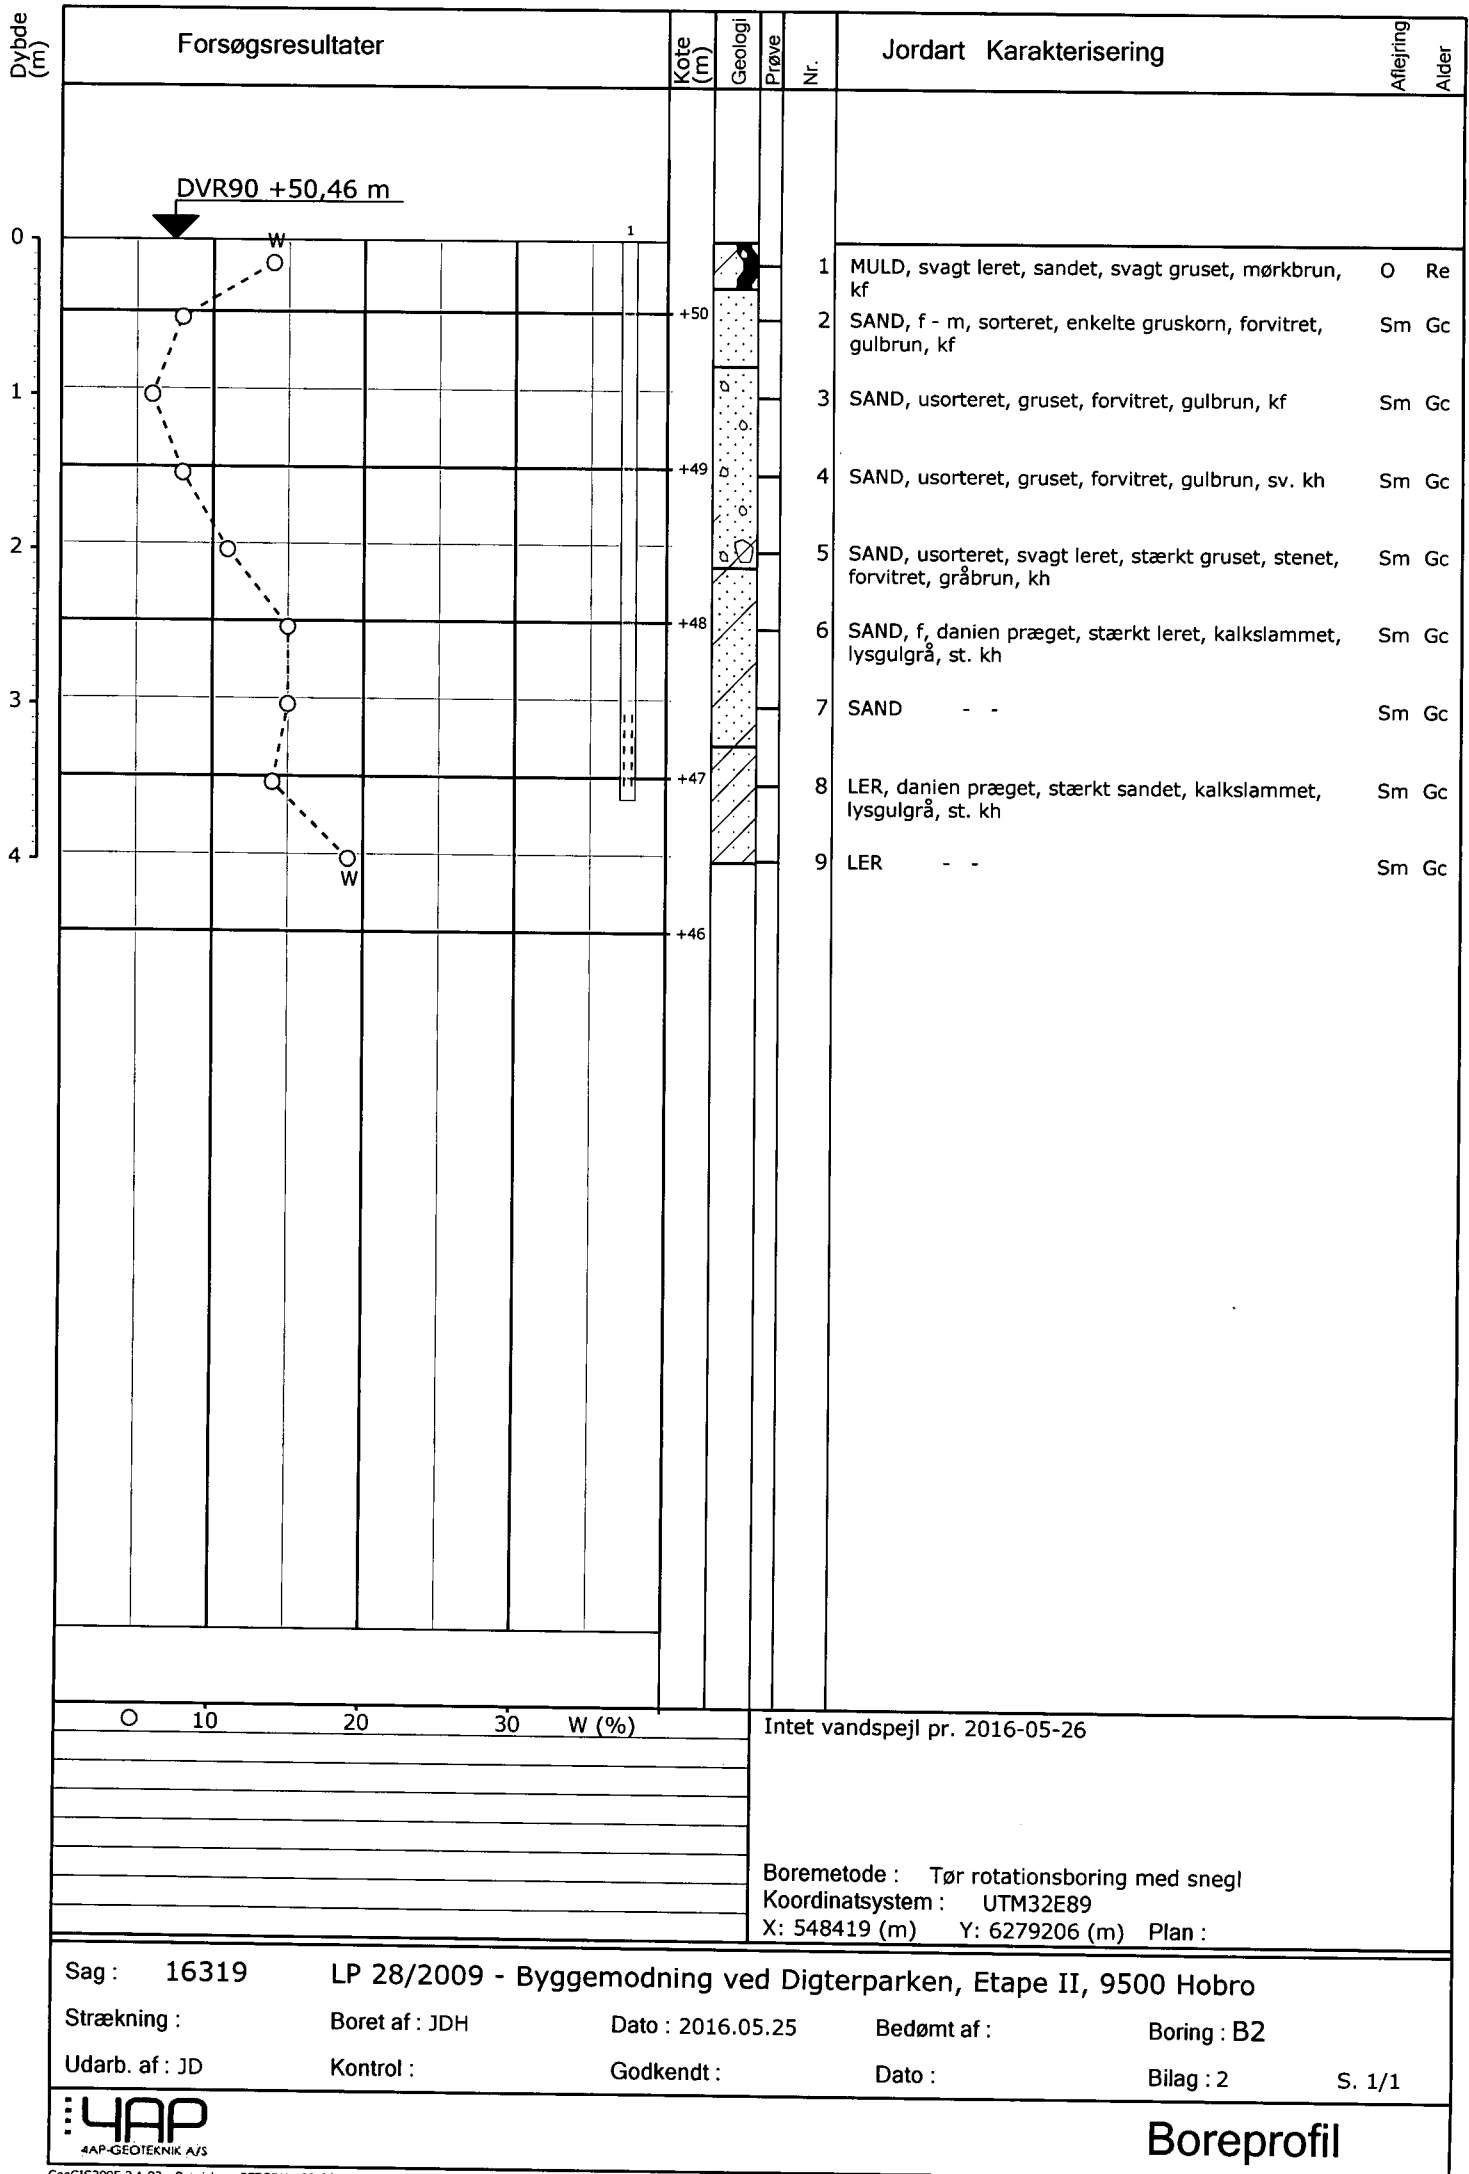 Dybde (m)
Forsøgsresultater
Kote (m)
Geologi
Prøve
Nr.
Jordart Karakterisering
Aflejring
Alder
DVR90 +50,46 m
0
W
1
1 MULD, svagt leret, sandet, svagt gruset, mørkbrun, O Re
kf
+50
2 SAND, f - m, sorteret, enkelte gruskorn, forvitret, Sm Gc
gulbrun, kf
1
3 SAND, usorteret, gruset, forvitret, gulbrun, kf Sm Gc
+49
4 SAND, usorteret, gruset, forvitret, gulbrun, sv. kh Sm Gc
2
5 SAND, usorteret, svagt leret, stærkt gruset, stenet, Sm Gc
forvitret, gråbrun, kh
+48
6 SAND, f, danien præget, stærkt leret, kalkslammet, Sm Gc
lysgulgrå, st. kh
3
7 SAND - - Sm Gc
+47
8 LER, danien præget, stærkt sandet, kalkslammet, Sm Gc
lysgulgrå, st. kh
4
W
9 LER - - Sm Gc
+46
10 20 30 W (%)
Intet vandspejl pr. 2016-05-26
Boremetode : Tør rotationsboring med snegl
Koordinatsystem : UTM32E89
X: 548419 (m) Y: 6279206 (m) Plan :
Sag : 16319 LP 28/2009 - Byggemodning ved Digterparken, Etape II, 9500 Hobro
Strækning : Boret af : JDH Dato : 2016.05.25 Bedømt af : Boring : B2
Udarb. af : JD Kontrol : Godkendt : Dato : Bilag : 2 S. 1/1
4AP
4AP-GEOTEKNIK A/S
Boreprofil